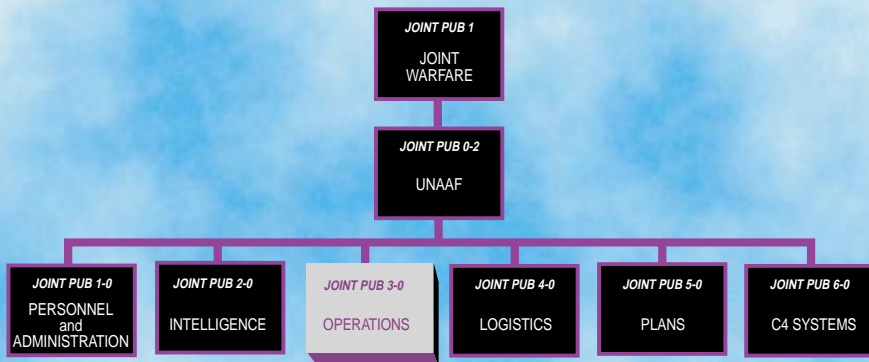 JOINT PUB 1
JOINT
WARFARE
JOINT PUB 0-2
UNAAF
JOINT PUB 1-0
PERSONNEL
and
ADMINISTRATION
JOINT PUB 2-0
INTELLIGENCE
JOINT PUB 3-0
OPERATIONS
JOINT PUB 4-0
LOGISTICS
JOINT PUB 5-0
PLANS
JOINT PUB 6-0
C4 SYSTEMS